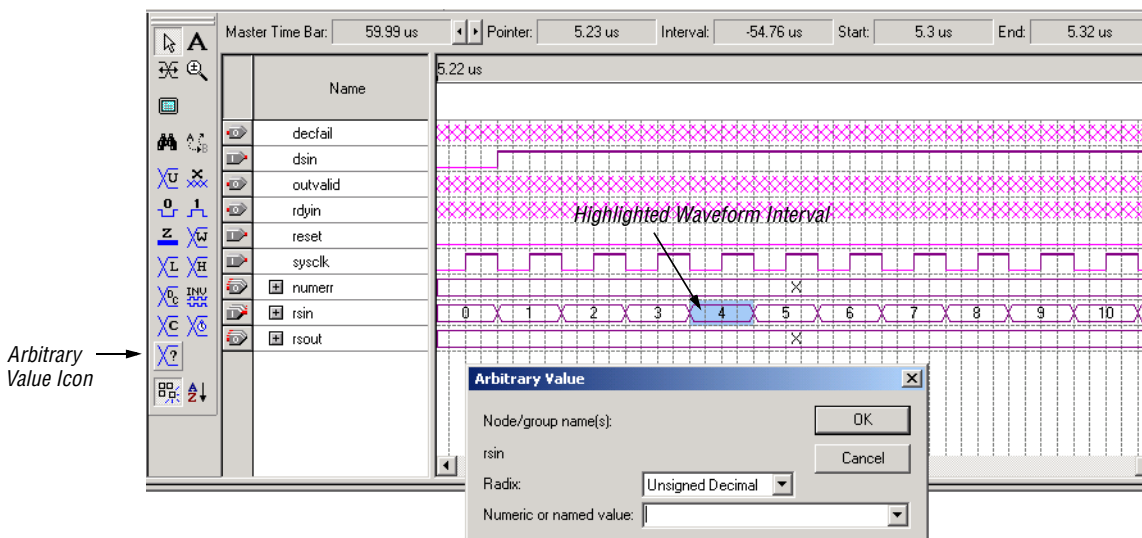 Master Time Bar: 59.99 us Pointer: 5.23 us Interval: -54.76 us Start: 5.3 us End: 5.32 us
A
Name
5.22 us
decfail
dsin
outvalid
rdyin
reset
sysclk
numerr X
rsin 0 1 2 3 4 5 6 7 8 9 10
rsout X
Highlighted Waveform Interval
Arbitrary
Value Icon
Arbitrary Value
Node/group name(s):
OK
rsin
Cancel
Radix: Unsigned Decimal
Numeric or named value: